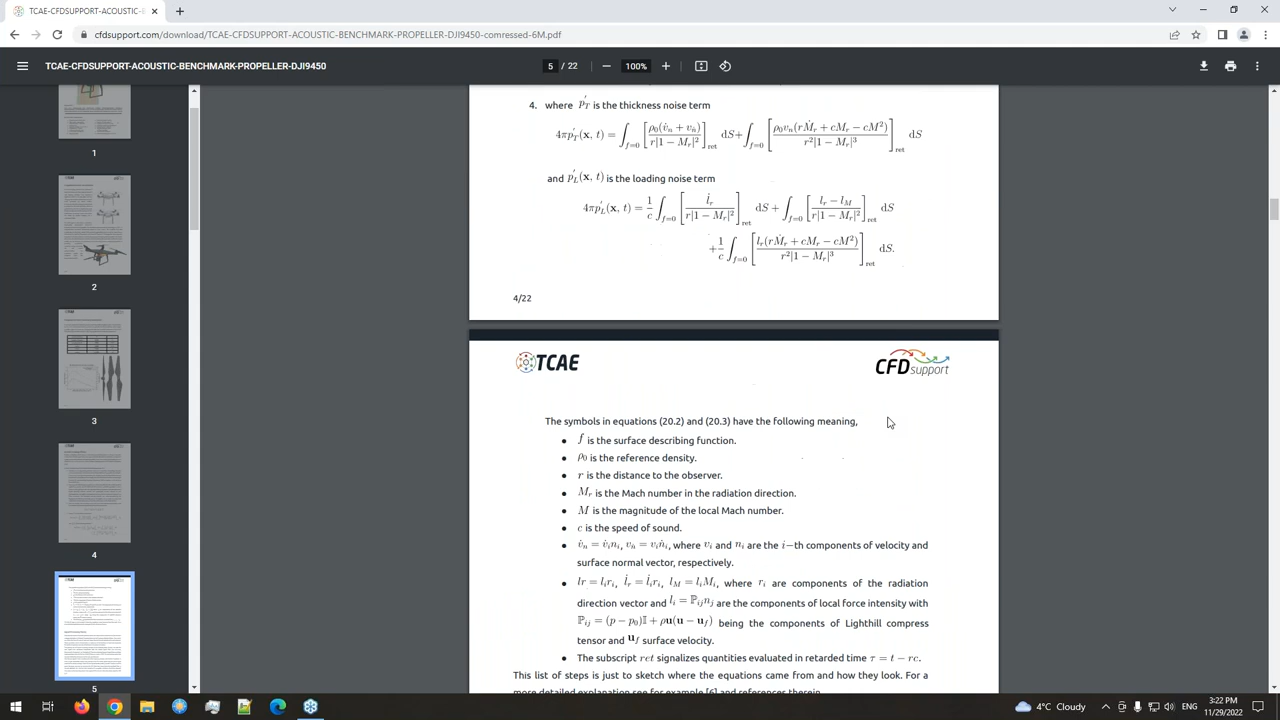 TCAE-CFDSUPPORT-ACOUSTIC-BE
cfdsupport.com/download/TCAE-CFDSUPPORT-ACOUSTIC-BENCHMARK-PROPELLER-DJI9450-comressed-6M.pdf
TCAE-CFDSUPPORT-ACOUSTIC-BENCHMARK-PROPELLER-DJI9450
5 / 22
100%
1
2
3
4
5
4. where p′_T is the thickness noise term
4πp′_T(x, t) = ∫_{f=0} [ρ₀(v̇_n + v_ṅ) / r|1 − M_r|²]_ret dS + ∫_{f=0} [ρ₀v_n(rṀ_r + cM_r − cM²) / r²|1 − M_r|³]_ret dS
and p′_L(x, t) is the loading noise term
4πp′_L(x, t) = 1/c ∫_{f=0} [l̇_r / r|1 − M_r|²]_ret dS + ∫_{f=0} [l_r − l_M / r|1 − M_r|²]_ret dS
+ 1/c ∫_{f=0} [l_r(rṀ_r + cM_r − cM²) / r²|1 − M_r|³]_ret dS.
4/22
TCAE
CFDsupport
The symbols in equations (20.2) and (20.3) have the following meaning,
● f is the surface describing function.
● ρ₀ is the reference density.
● r is the distance to the observer.
● M_r is the Mach number in the radiation direction.
● M is the magnitude of the local Mach number.
● c is the speed of sound.
● v̇_n = v̇_i n_i, v_ṅ = v_i ṅ_i, where v_i and n_i are the i−th components of velocity and
surface normal vector, respectively.
● lr = l_i r_i, l̇_r = l̇_i r_i, l_M = l_i M_i, where r_i are components of the radiation
direction vector and l_i = ℙ_ij n_j are the components of local force intensity with
ℙ_ij = (p − p₀)𝕀 + ρu(u − u_f) being the components of Lighthill compress
tensor and u_f surface velocity.
● The subscript ret signalizes quantities evaluated in retarded time τ = t − rc.
This list of steps is just to sketch where the equations came from and how they look. For a
more detailed explanation see for example [6] and references therein.
4°C Cloudy
3:22 PM
11/29/2022